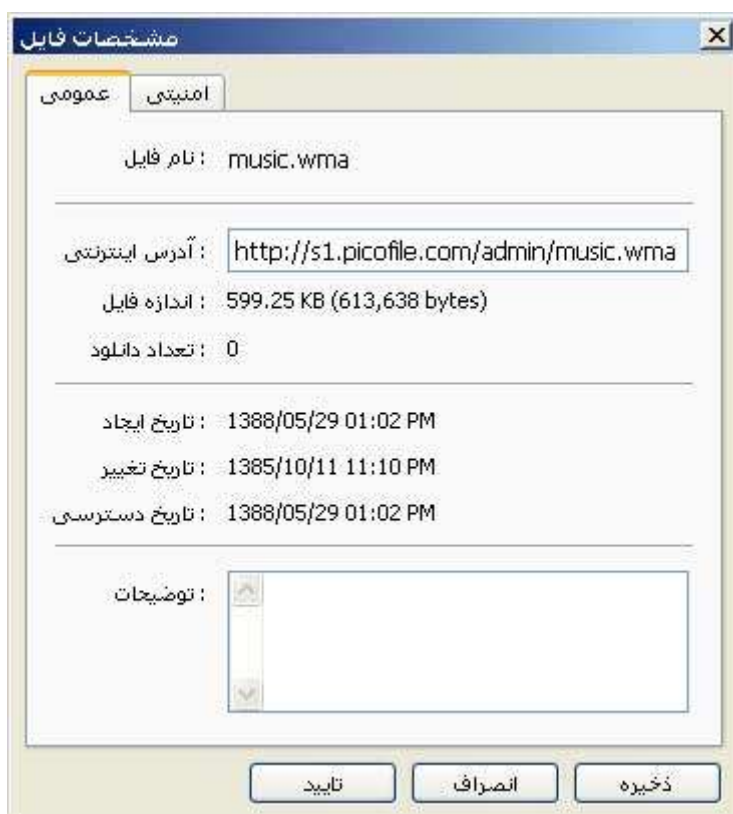 مشخصات فایل
عمومی امنیتی
نام فایل : music.wma
آدرس اینترنتی : http://s1.picofile.com/admin/music.wma
اندازه فایل : 599.25 KB (613,638 bytes)
تعداد دانلود : 0
تاریخ ایجاد : 1388/05/29 01:02 PM
تاریخ تغییر : 1385/10/11 11:10 PM
تاریخ دسترسی : 1388/05/29 01:02 PM
توضیحات :
تایید انصراف ذخیره